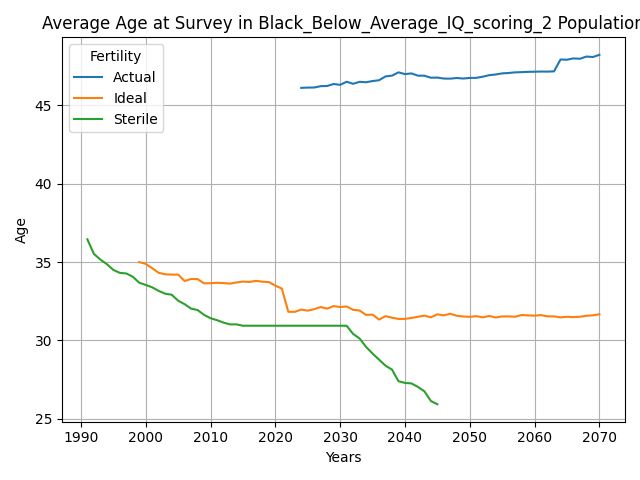 Average Age at Survey in Black_Below_Average_IQ_scoring_2 Population
Fertility
Actual
Ideal
Sterile
45
40
35
30
25
Age
1990 2000 2010 2020 2030 2040 2050 2060 2070
Years